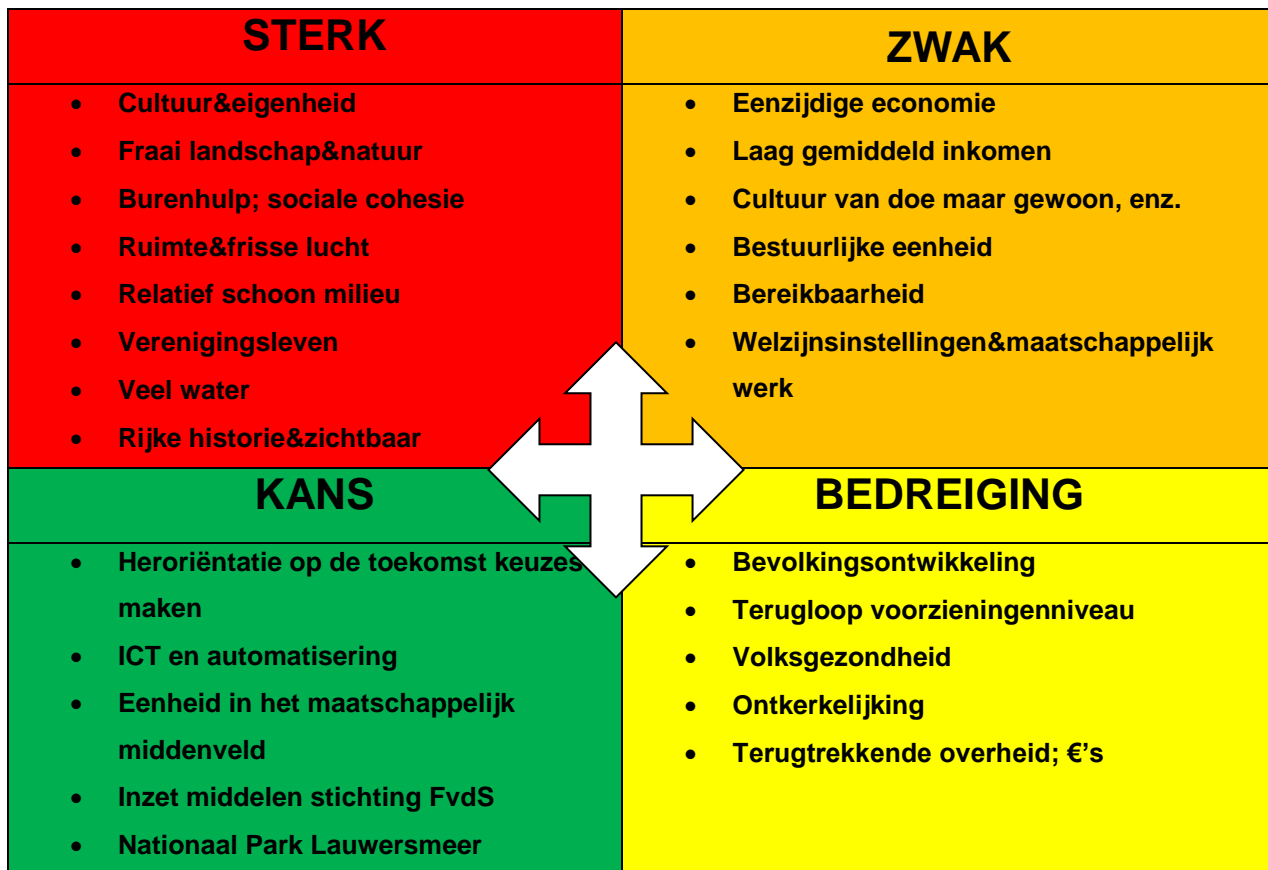 STERK
• Cultuur&eigenheid
• Fraai landschap&natuur
• Burenhulp; sociale cohesie
• Ruimte&frisse lucht
• Relatief schoon milieu
• Verenigingsleven
• Veel water
• Rijke historie&zichtbaar
ZWAK
• Eenzijdige economie
• Laag gemiddeld inkomen
• Cultuur van doe maar gewoon, enz.
• Bestuurlijke eenheid
• Bereikbaarheid
• Welzijnsinstellingen&maatschappelijk
werk
KANS
• Heroriëntatie op de toekomst keuzes
maken
• ICT en automatisering
• Eenheid in het maatschappelijk
middenveld
• Inzet middelen stichting FvdS
• Nationaal Park Lauwersmeer
BEDREIGING
• Bevolkingsontwikkeling
• Terugloop voorzieningenniveau
• Volksgezondheid
• Ontkerkelijking
• Terugtrekkende overheid; €’s